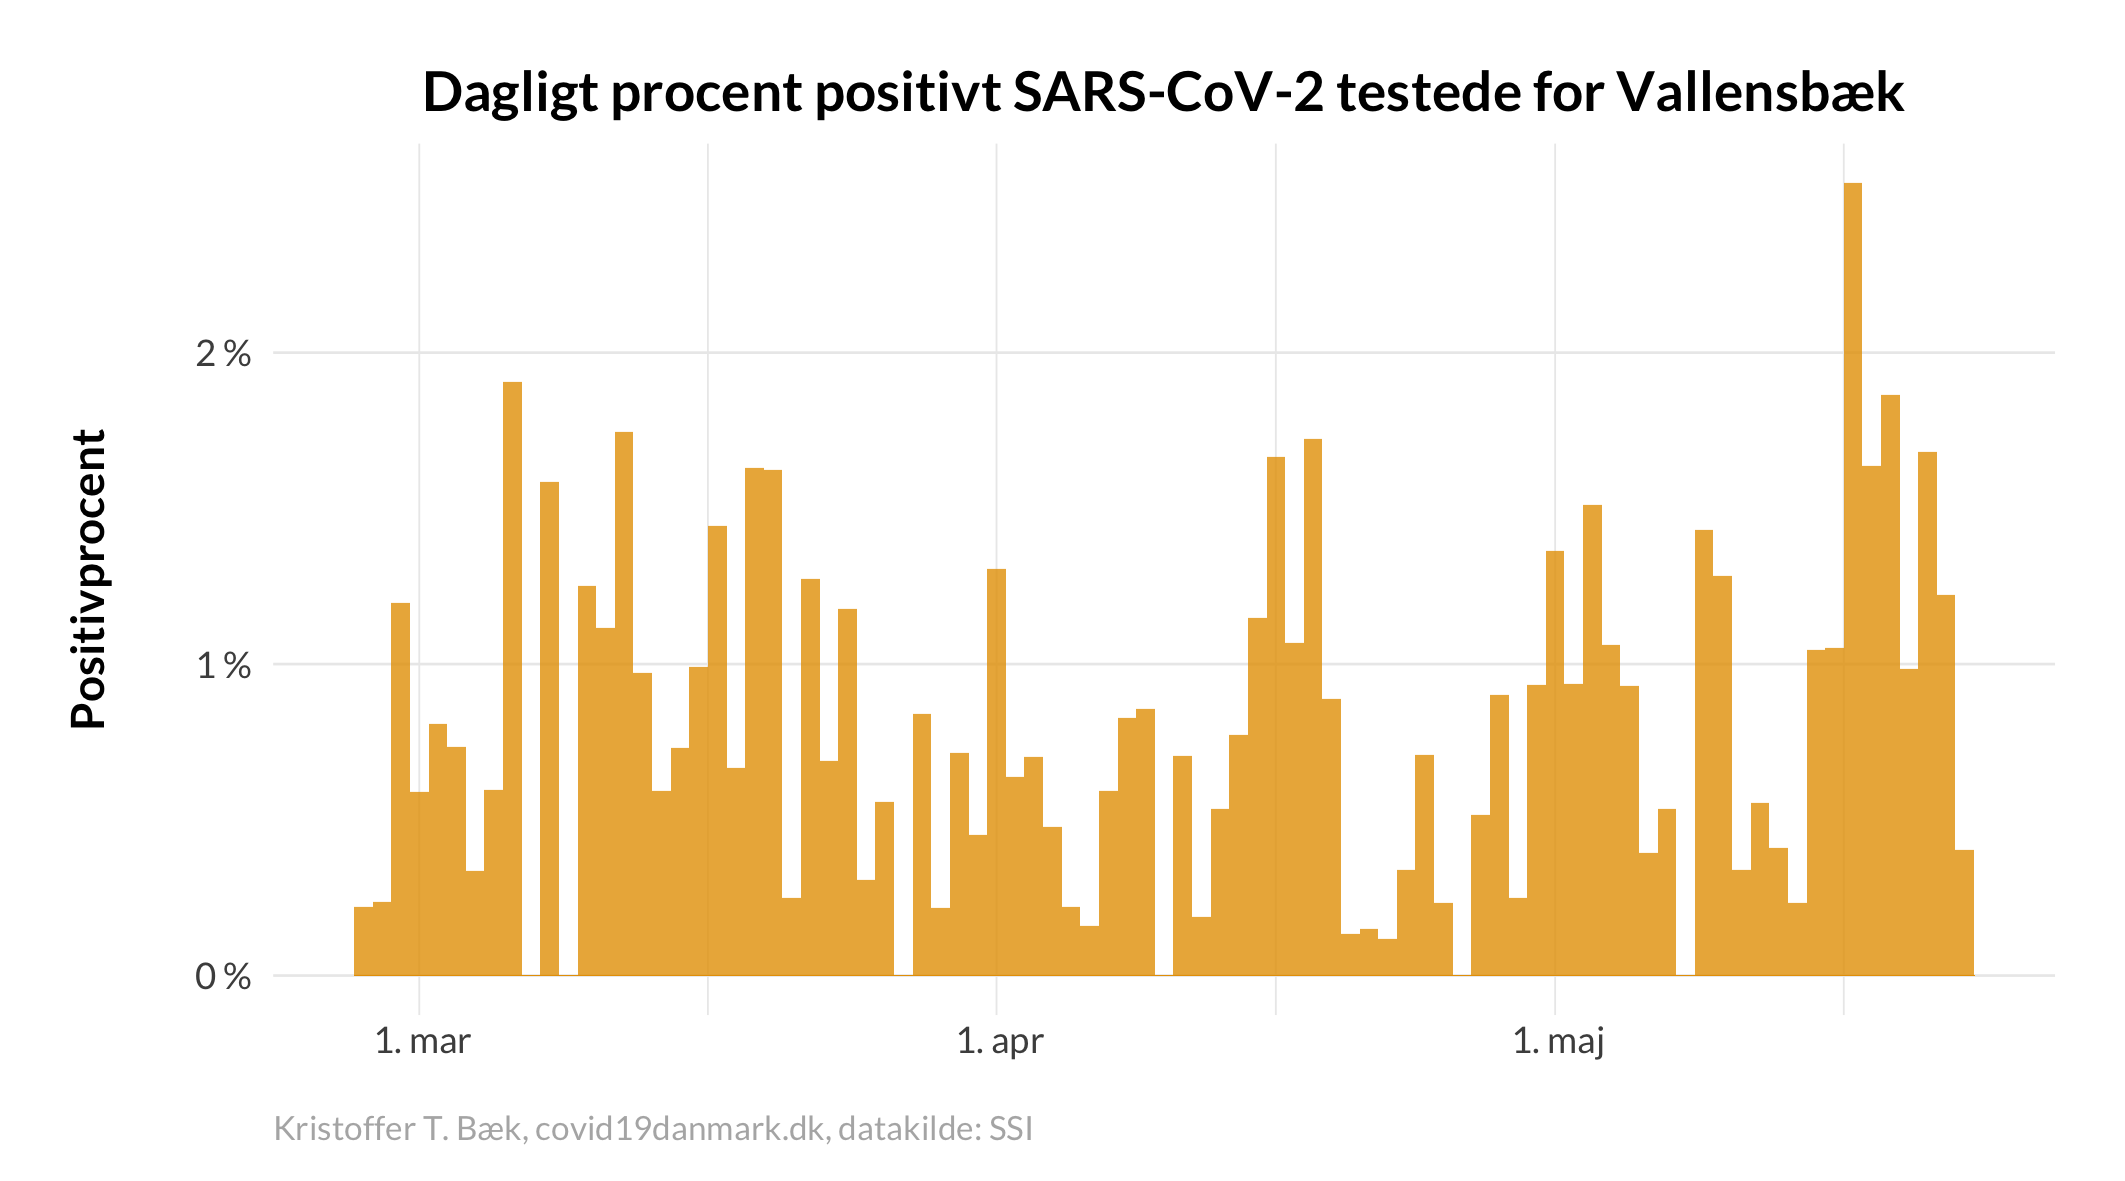 Dagligt procent positivt SARS-CoV-2 testede for Vallensbæk
Positivprocent
2 %
1 %
0 %
1. mar
1. apr
1. maj
Kristoffer T. Bæk, covid19danmark.dk, datakilde: SSI